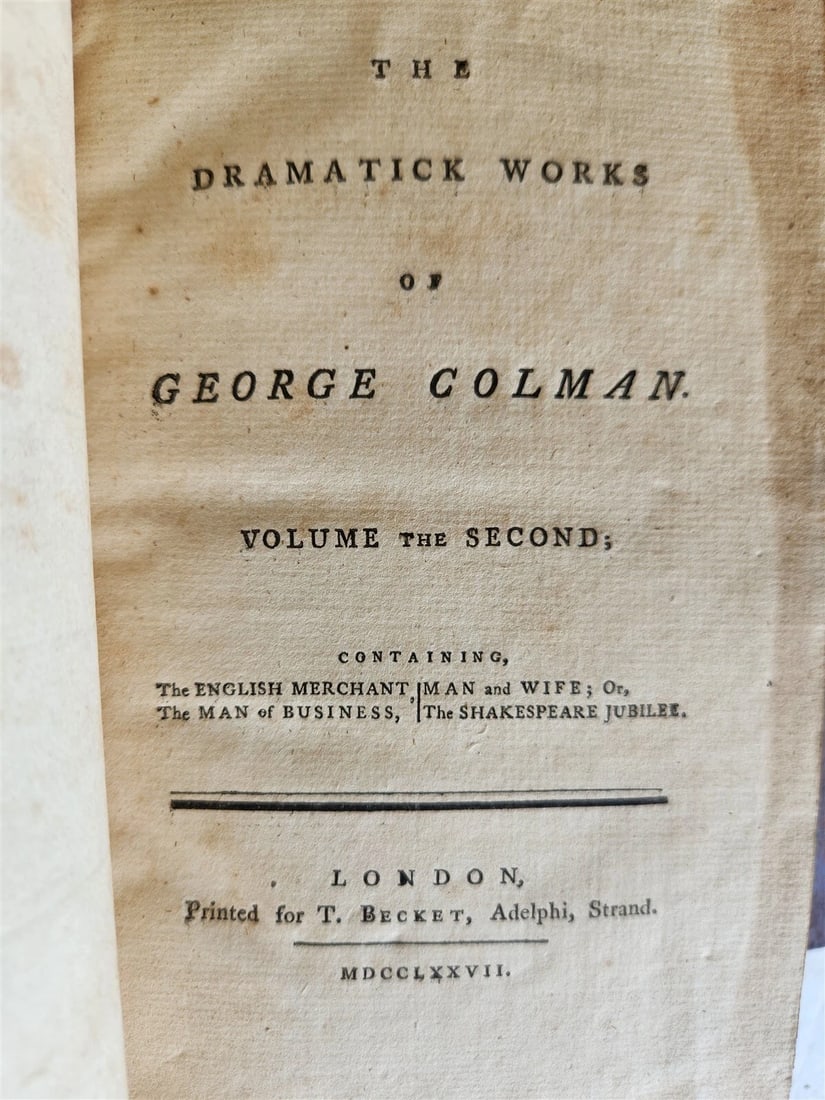 THE
DRAMATICK WORKS
OF
GEORGE COLMAN.
VOLUME THE SECOND;
CONTAINING,
The ENGLISH MERCHANT, | MAN and WIFE; Or,
The MAN of BUSINESS, | The SHAKESPEARE JUBILEE.
LONDON,
Printed for T. BECKET, Adelphi, Strand.
MDCCLXXVII.